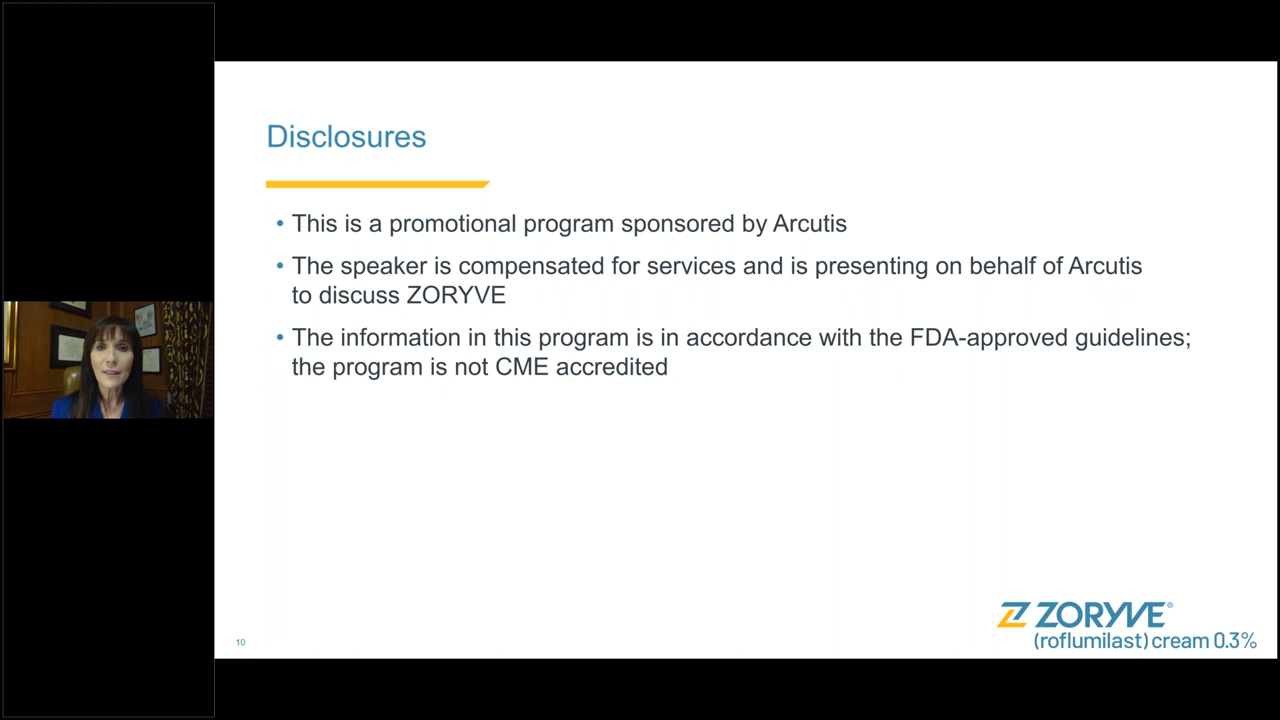 Disclosures
• This is a promotional program sponsored by Arcutis
• The speaker is compensated for services and is presenting on behalf of Arcutis
to discuss ZORYVE
• The information in this program is in accordance with the FDA-approved guidelines;
the program is not CME accredited
10
ZORYVE®
(roflumilast) cream 0.3%